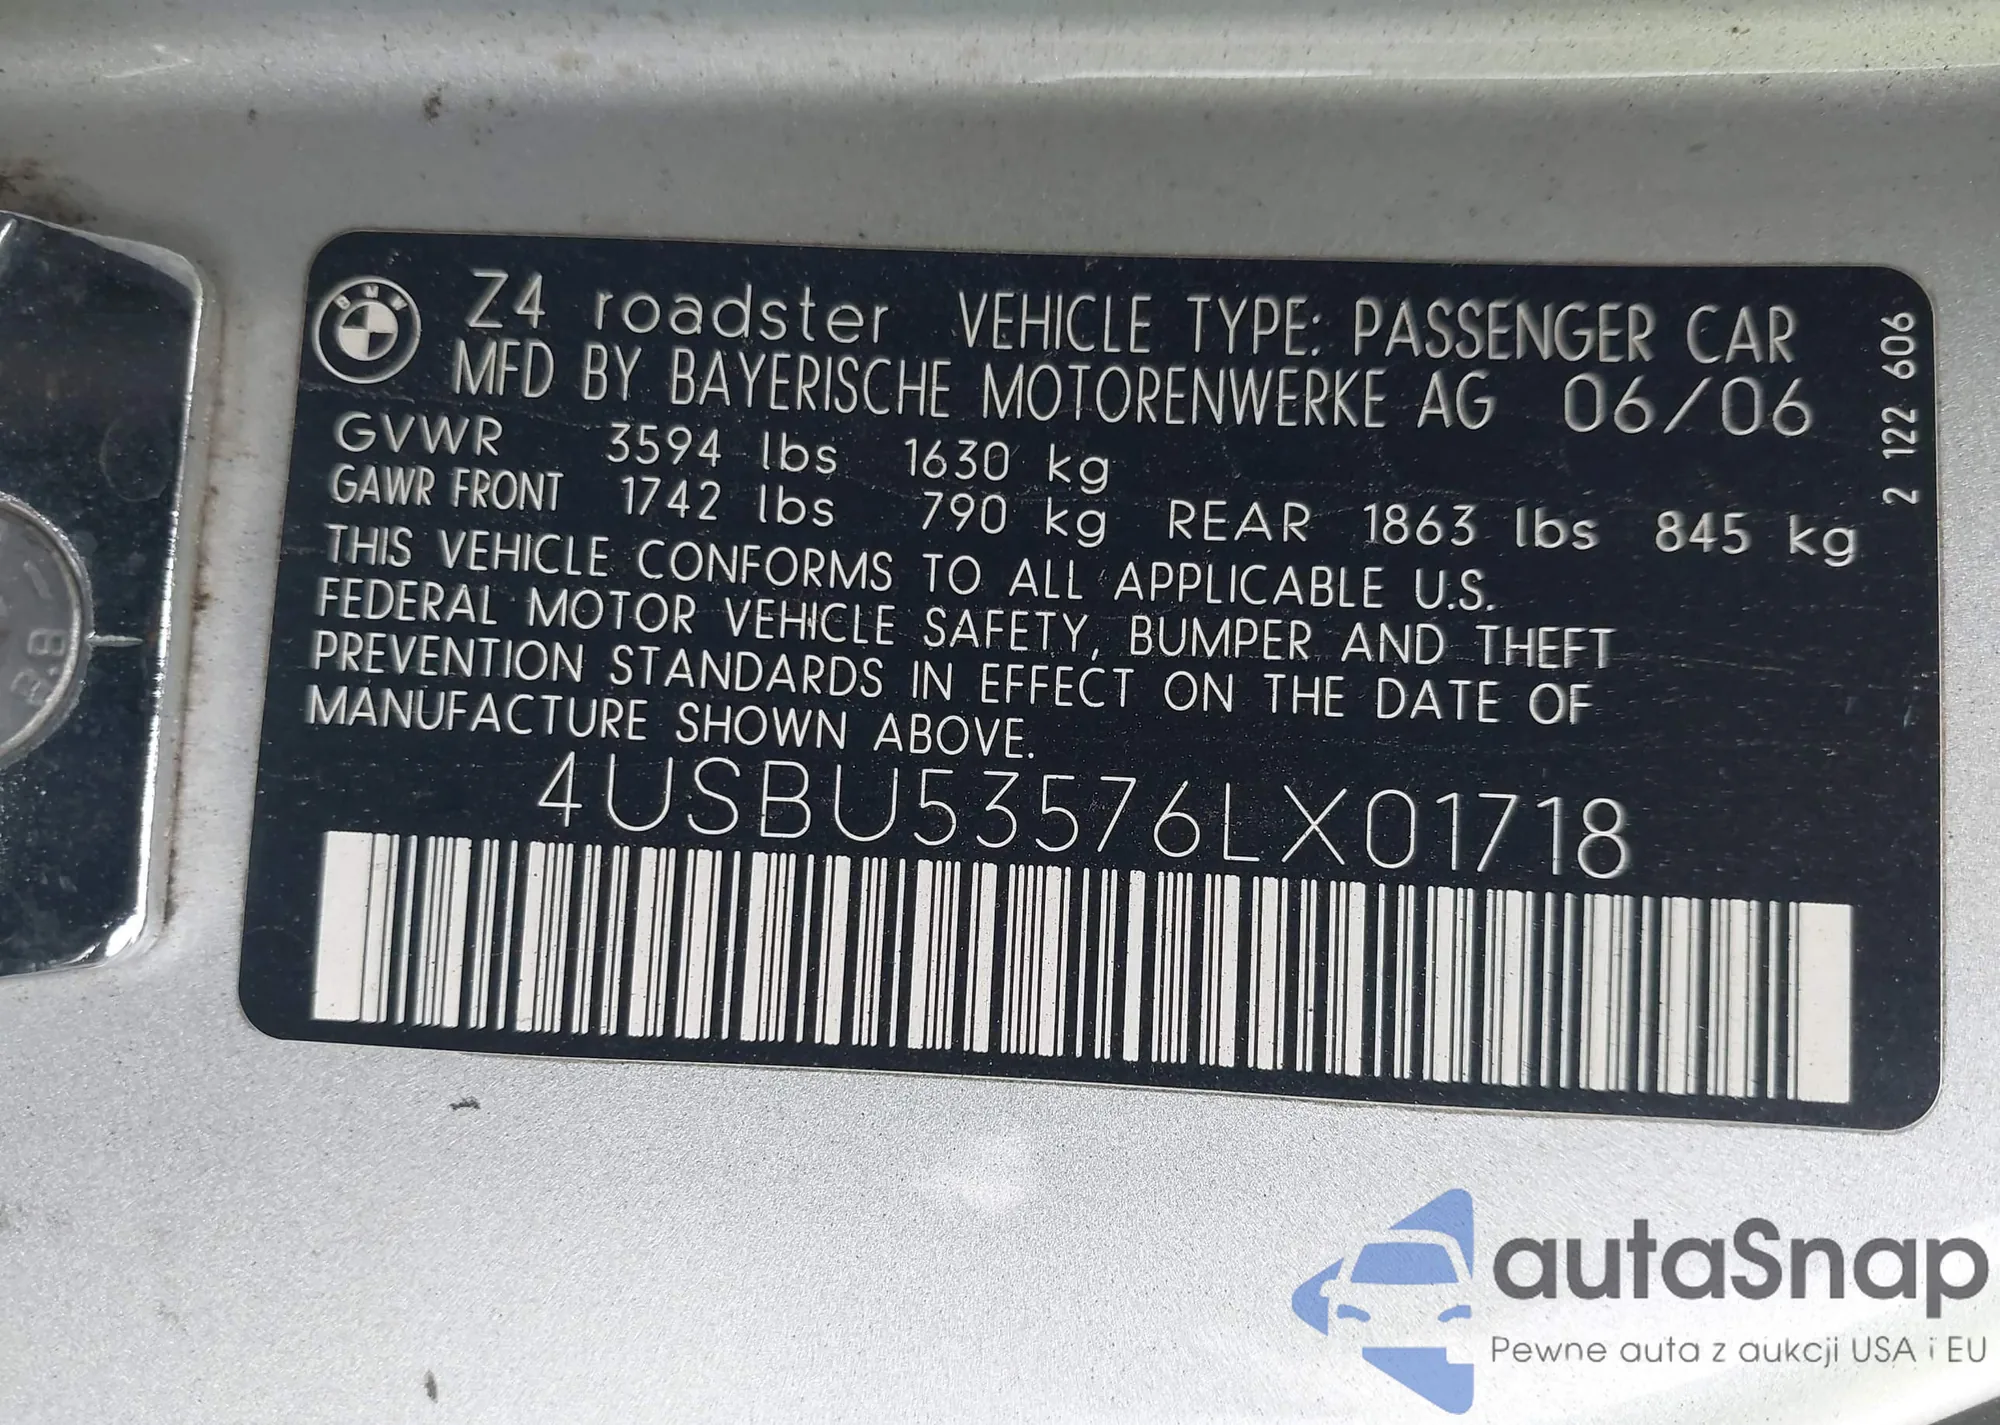 BMW
Z4 roadster VEHICLE TYPE: PASSENGER CAR
MFD BY BAYERISCHE MOTORENWERKE AG 06/06
GVWR 3594 lbs 1630 kg
GAWR FRONT 1742 lbs 790 kg REAR 1863 lbs 845 kg
THIS VEHICLE CONFORMS TO ALL APPLICABLE U.S.
FEDERAL MOTOR VEHICLE SAFETY, BUMPER AND THEFT
PREVENTION STANDARDS IN EFFECT ON THE DATE OF
MANUFACTURE SHOWN ABOVE.
4USBU53576LX01718
2 122 606
8.8
autaSnap
Pewne auta z aukcji USA i EU